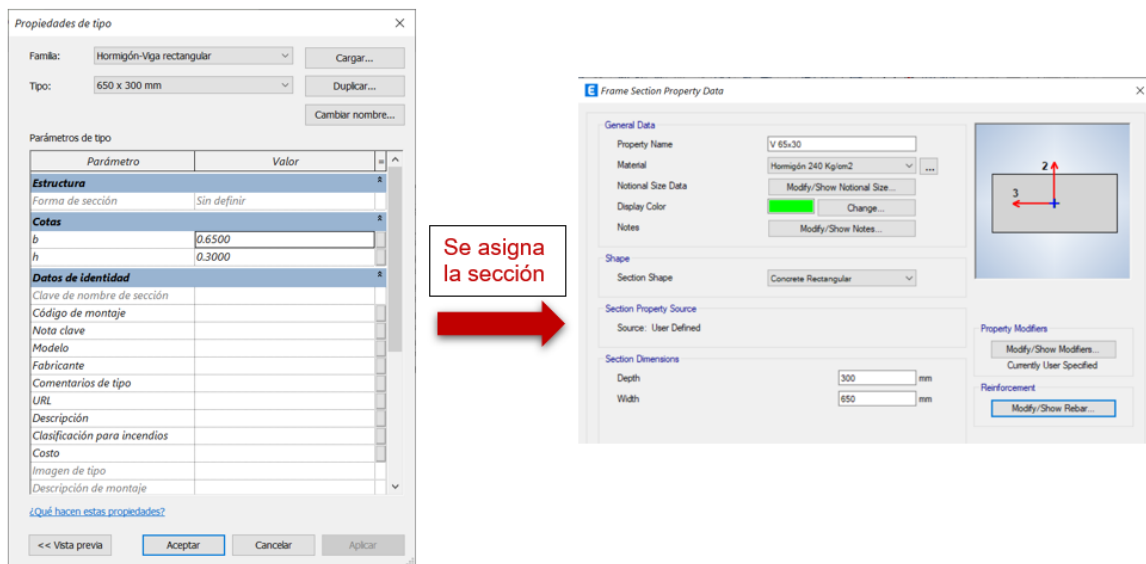 Propiedades de tipo
Familia: Hormigón-Viga rectangular Cargar...
Tipo: 650 x 300 mm Duplicar...
Cambiar nombre...
Parámetros de tipo
Parámetro Valor =
Estructura
Forma de sección Sin definir
Cotas
b 0.6500
h 0.3000
Datos de identidad
Clave de nombre de sección
Código de montaje
Nota clave
Modelo
Fabricante
Comentarios de tipo
URL
Descripción
Clasificación para incendios
Costo
Imagen de tipo
Descripción de montaje
¿Qué hacen estas propiedades?
<< Vista previa Aceptar Cancelar Aplicar
Se asigna
la sección
E Frame Section Property Data
General Data
Property Name V 65x30
Material Hormigón 240 Kg/cm2 ...
Notional Size Data Modify/Show Notional Size...
Display Color Change...
Notes Modify/Show Notes...
Shape
Section Shape Concrete Rectangular
Section Property Source
Source: User Defined
Section Dimensions
Depth 300 mm
Width 650 mm
2
3
Property Modifiers
Modify/Show Modifiers...
Currently User Specified
Reinforcement
Modify/Show Rebar...